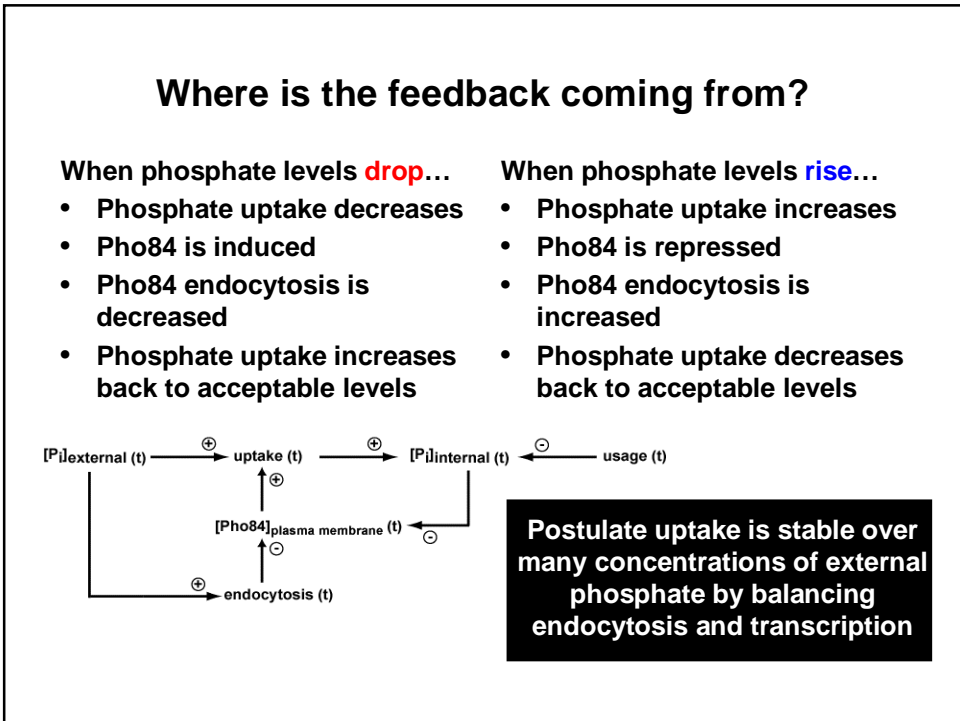 Where is the feedback coming from?
When phosphate levels drop…
• Phosphate uptake decreases
• Pho84 is induced
• Pho84 endocytosis is
decreased
• Phosphate uptake increases
back to acceptable levels
When phosphate levels rise…
• Phosphate uptake increases
• Pho84 is repressed
• Pho84 endocytosis is
increased
• Phosphate uptake decreases
back to acceptable levels
[Pi]external (t) + uptake (t) + [Pi]internal (t) - usage (t)
+
[Pho84]plasma membrane (t) -
-
+ endocytosis (t)
Postulate uptake is stable over
many concentrations of external
phosphate by balancing
endocytosis and transcription